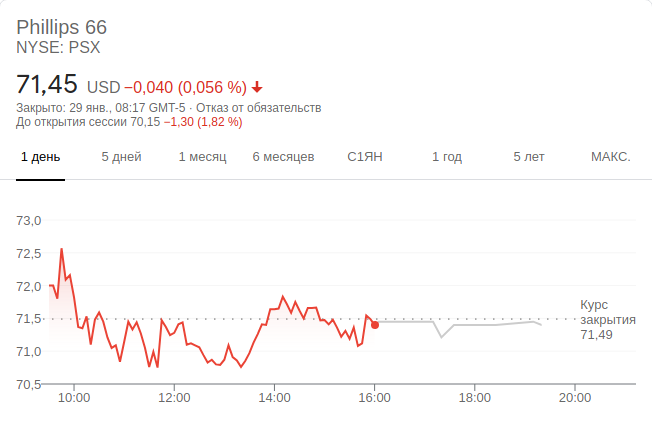 Phillips 66
NYSE: PSX
71,45 USD −0,040 (0,056 %)
Закрыто: 29 янв., 08:17 GMT-5 · Отказ от обязательств
До открытия сессии 70,15 −1,30 (1,82 %)
1 день 5 дней 1 месяц 6 месяцев С1ЯН 1 год 5 лет МАКС.
73,0
72,5
72,0
71,5
71,0
70,5
Курс
закрытия
71,49
10:00 12:00 14:00 16:00 18:00 20:00